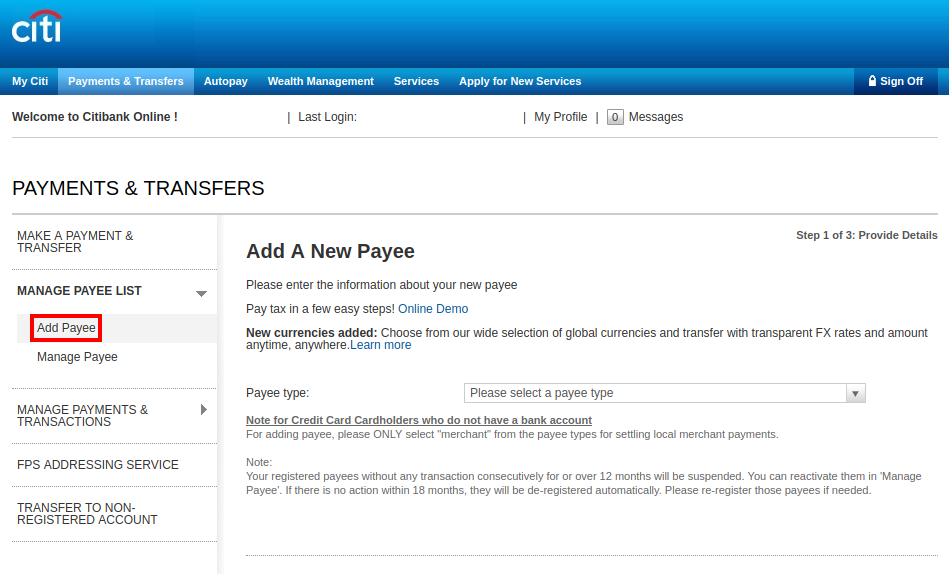 citi
My Citi Payments & Transfers Autopay Wealth Management Services Apply for New Services Sign Off
Welcome to Citibank Online ! | Last Login: | My Profile | 0 Messages
PAYMENTS & TRANSFERS
MAKE A PAYMENT &
TRANSFER
MANAGE PAYEE LIST
Add Payee
Manage Payee
MANAGE PAYMENTS &
TRANSACTIONS
FPS ADDRESSING SERVICE
TRANSFER TO NON-
REGISTERED ACCOUNT
Step 1 of 3: Provide Details
Add A New Payee
Please enter the information about your new payee
Pay tax in a few easy steps! Online Demo
New currencies added: Choose from our wide selection of global currencies and transfer with transparent FX rates and amount
anytime, anywhere.Learn more
Payee type: Please select a payee type
Note for Credit Card Cardholders who do not have a bank account
For adding payee, please ONLY select "merchant" from the payee types for settling local merchant payments.
Note:
Your registered payees without any transaction consecutively for or over 12 months will be suspended. You can reactivate them in 'Manage
Payee'. If there is no action within 18 months, they will be de-registered automatically. Please re-register those payees if needed.